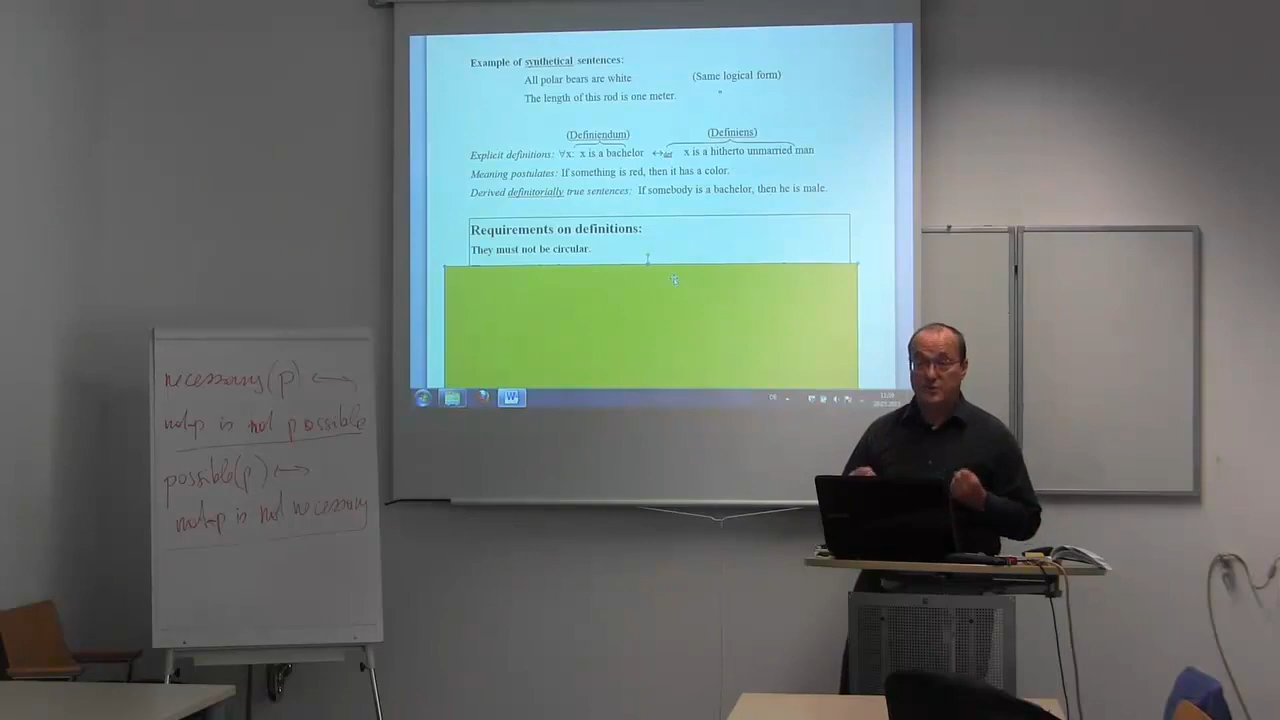 Example of synthetical sentences:
All polar bears are white (Same logical form)
The length of this rod is one meter. "
(Definiendum) (Definiens)
Explicit definitions: ∀x: x is a bachelor ↔def x is a hitherto unmarried man
Meaning postulates: If something is red, then it has a color.
Derived definitorially true sentences: If somebody is a bachelor, then he is male.
Requirements on definitions:
They must not be circular.
DE
necessary(p) ↔
not-p is not possible
possible(p) ↔
not-p is not necessary